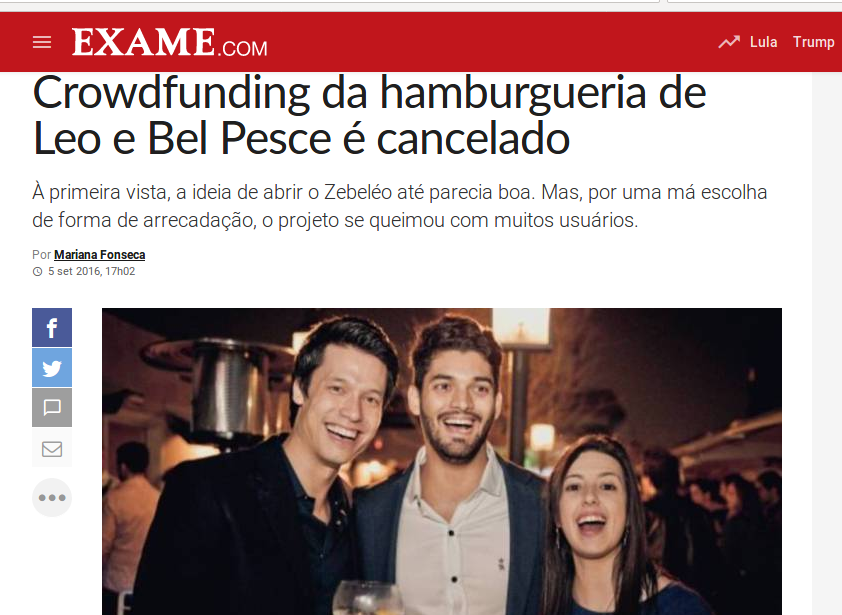 EXAME.COM
Lula Trump
Crowdfunding da hamburgueria de
Leo e Bel Pesce é cancelado
À primeira vista, a ideia de abrir o Zebeléo até parecia boa. Mas, por uma má escolha
de forma de arrecadação, o projeto se queimou com muitos usuários.
Por Mariana Fonseca
5 set 2016, 17h02